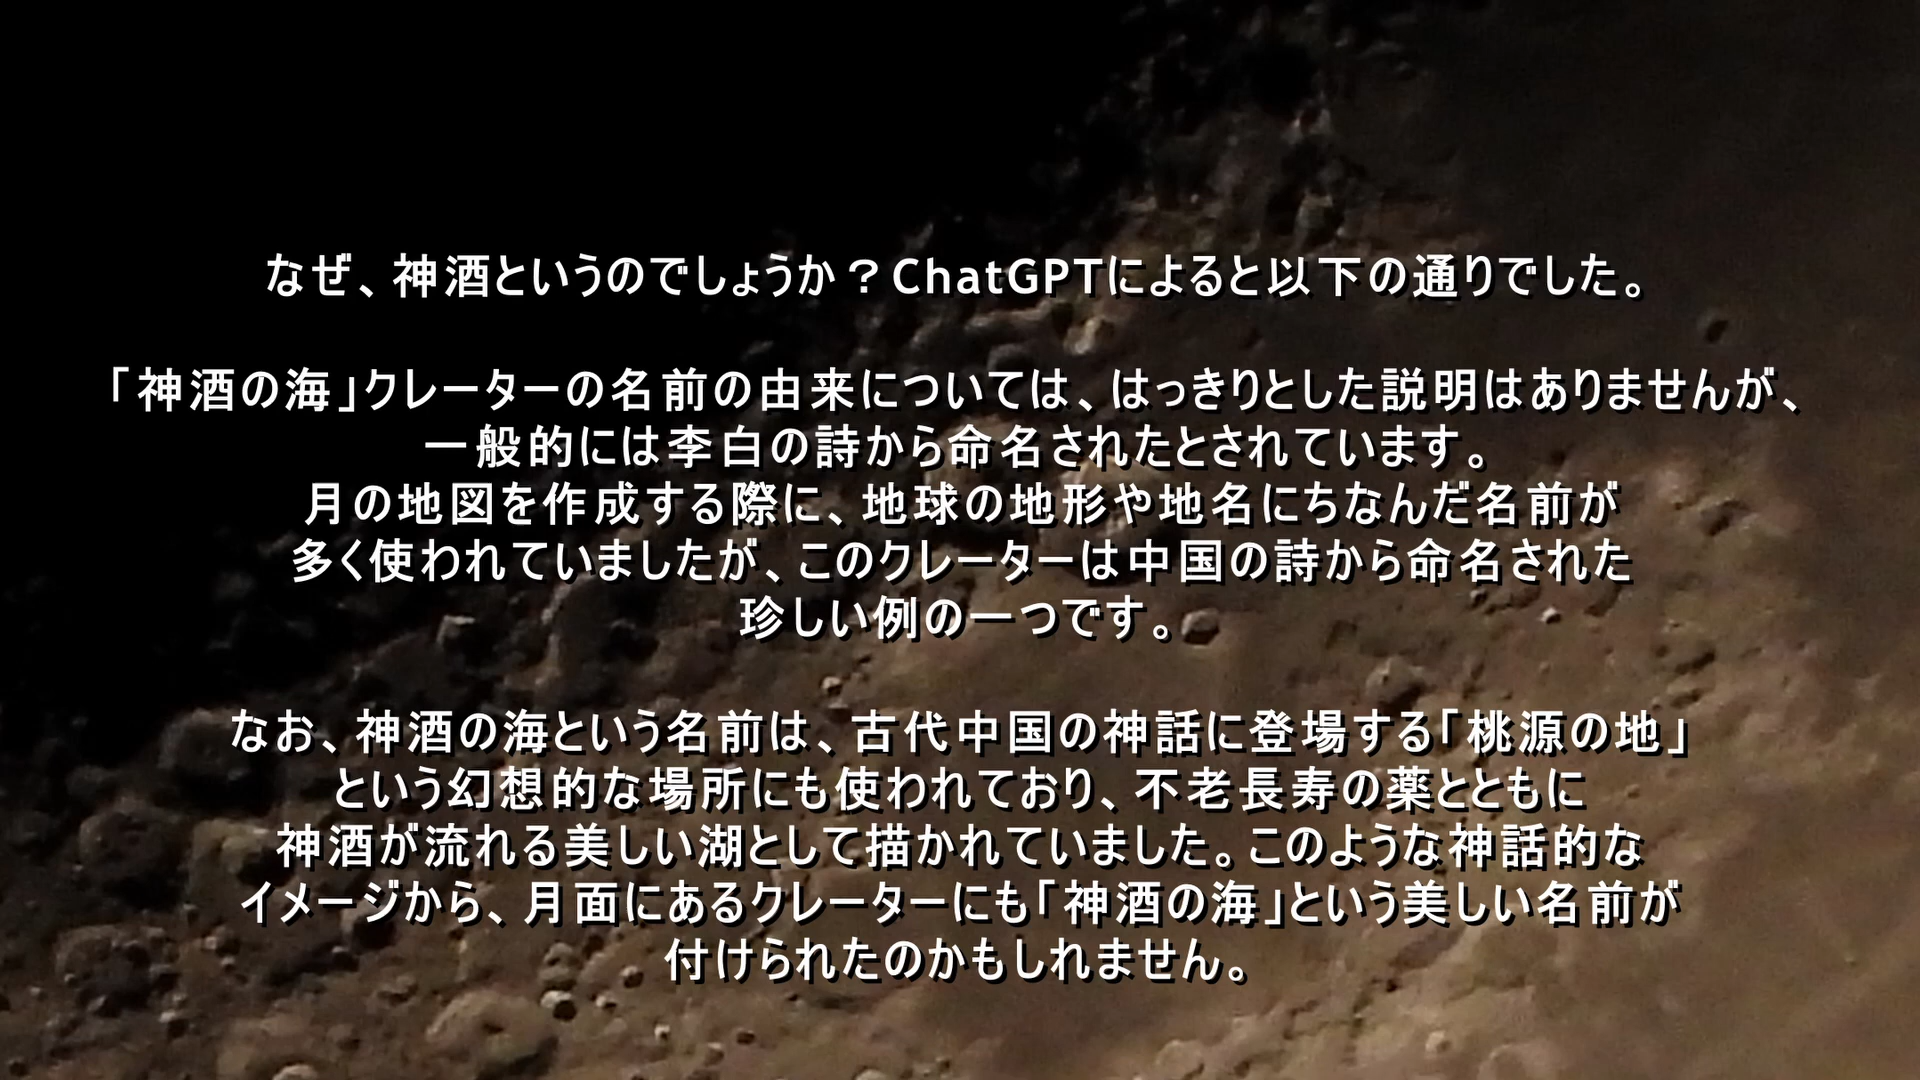 なぜ、神酒というのでしょうか？ChatGPTによると以下の通りでした。
「神酒の海」クレーターの名前の由来については、はっきりとした説明はありませんが、
一般的には李白の詩から命名されたとされています。
月の地図を作成する際に、地球の地形や地名にちなんだ名前が
多く使われていましたが、このクレーターは中国の詩から命名された
珍しい例の一つです。
なお、神酒の海という名前は、古代中国の神話に登場する「桃源の地」
という幻想的な場所にも使われており、不老長寿の薬とともに
神酒が流れる美しい湖として描かれていました。このような神話的な
イメージから、月面にあるクレーターにも「神酒の海」という美しい名前が
付けられたのかもしれません。